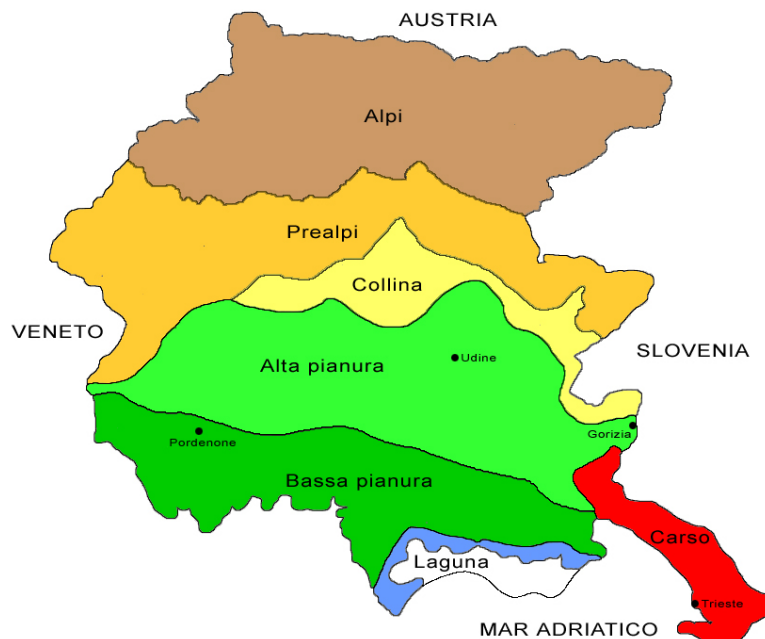 AUSTRIA
Alpi
Prealpi
Collina
VENETO
SLOVENIA
Alta pianura
Udine
Pordenone
Gorizia
Bassa pianura
Carso
Laguna
Trieste
MAR ADRIATICO